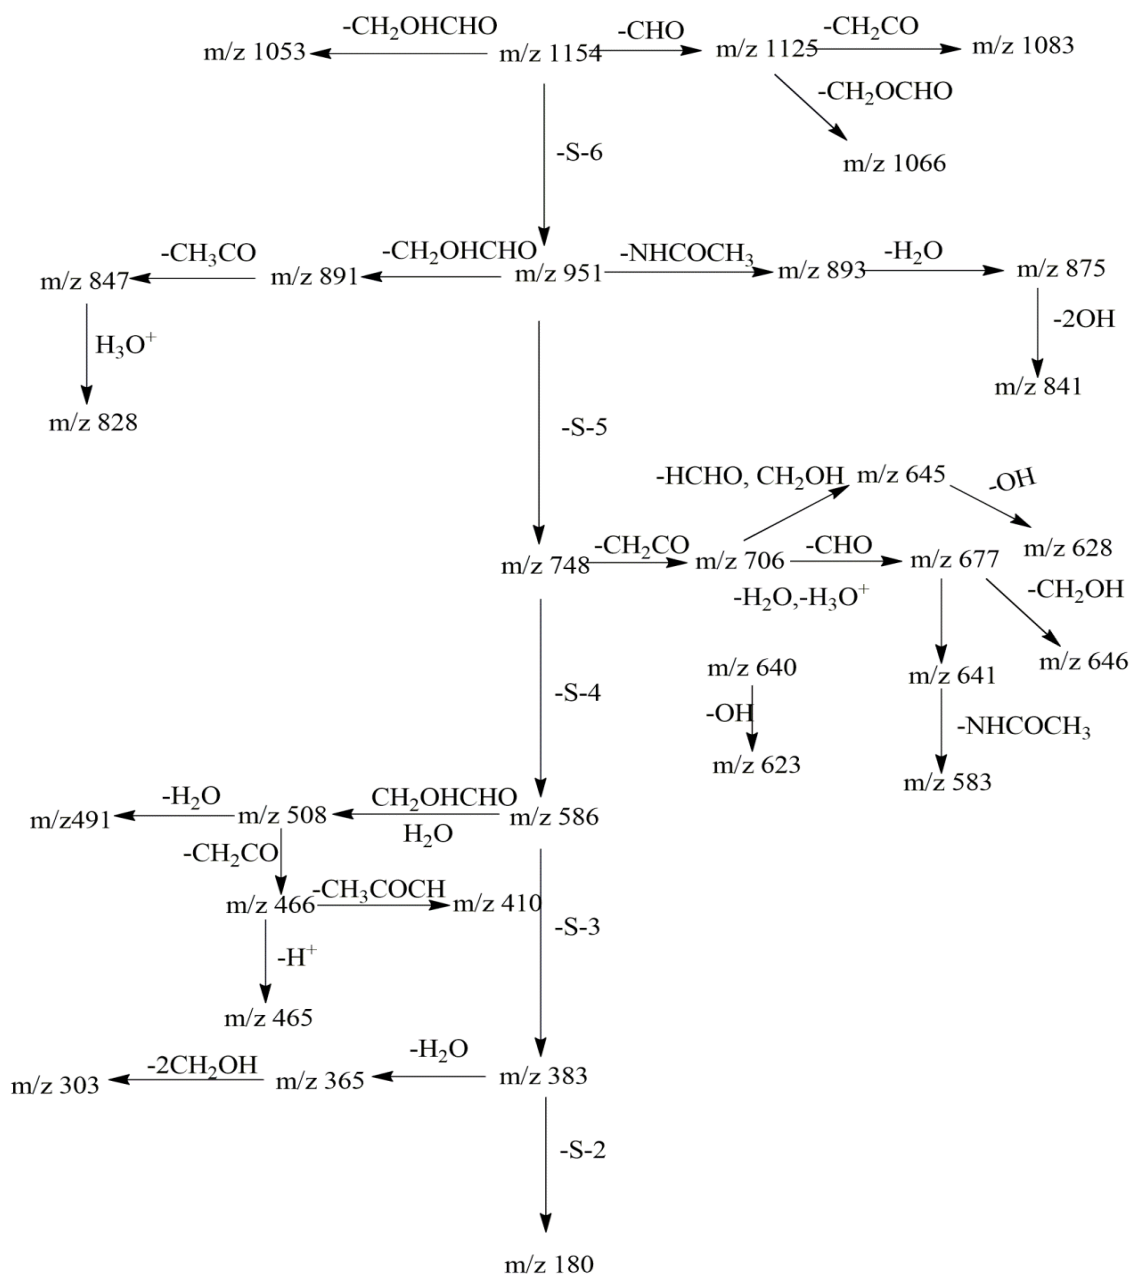 -CH₂OHCHO
-CHO
-CH₂CO
m/z 1053
m/z 1154
m/z 1125
m/z 1083
-CH₂OCHO
m/z 1066
-S-6
-CH₃CO
-CH₂OHCHO
-NHCOCH₃
-H₂O
m/z 847
m/z 891
m/z 951
m/z 893
m/z 875
H₃O⁺
-2OH
m/z 841
m/z 828
-S-5
-HCHO, CH₂OH
m/z 645
-OH
m/z 628
-CH₂CO
-CHO
m/z 748
m/z 706
m/z 677
-H₂O,-H₃O⁺
-CH₂OH
m/z 640
m/z 641
m/z 646
-S-4
-OH
-NHCOCH₃
m/z 623
m/z 583
-H₂O
CH₂OHCHO
m/z491
m/z 508
m/z 586
H₂O
-CH₂CO
-CH₃COCH
m/z 466
m/z 410
-S-3
-H⁺
m/z 465
-2CH₂OH
-H₂O
m/z 303
m/z 365
m/z 383
-S-2
m/z 180